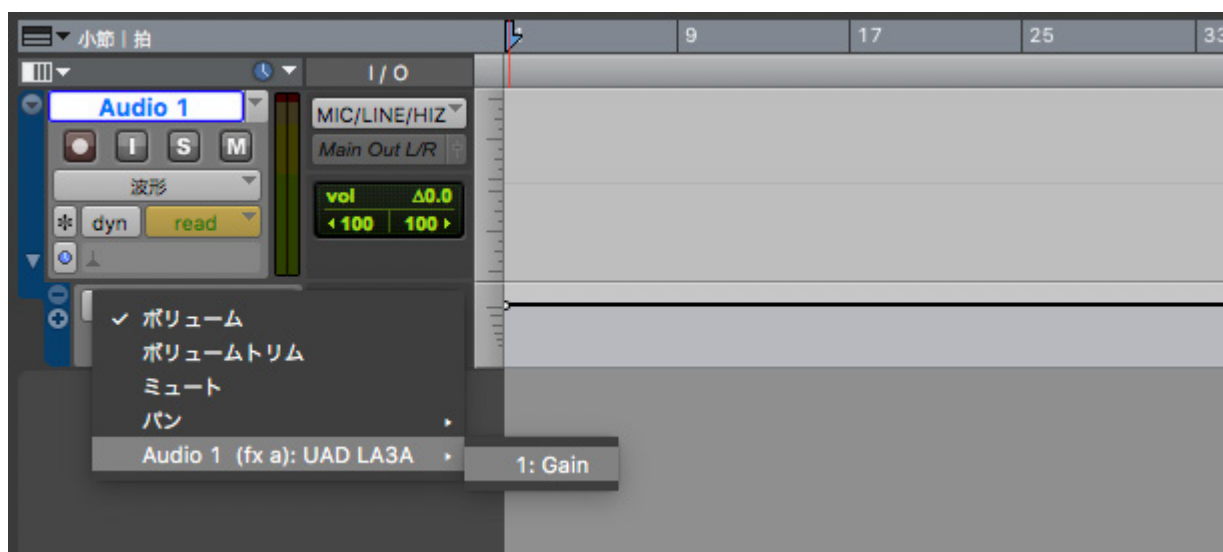 小節｜拍
9 17 25 33
I / O
Audio 1
MIC/LINE/HIZ
I S M
Main Out L/R
波形
vol Δ0.0
dyn read
100 100
ボリューム
ボリュームトリム
ミュート
パン
Audio 1 (fx a): UAD LA3A
1: Gain